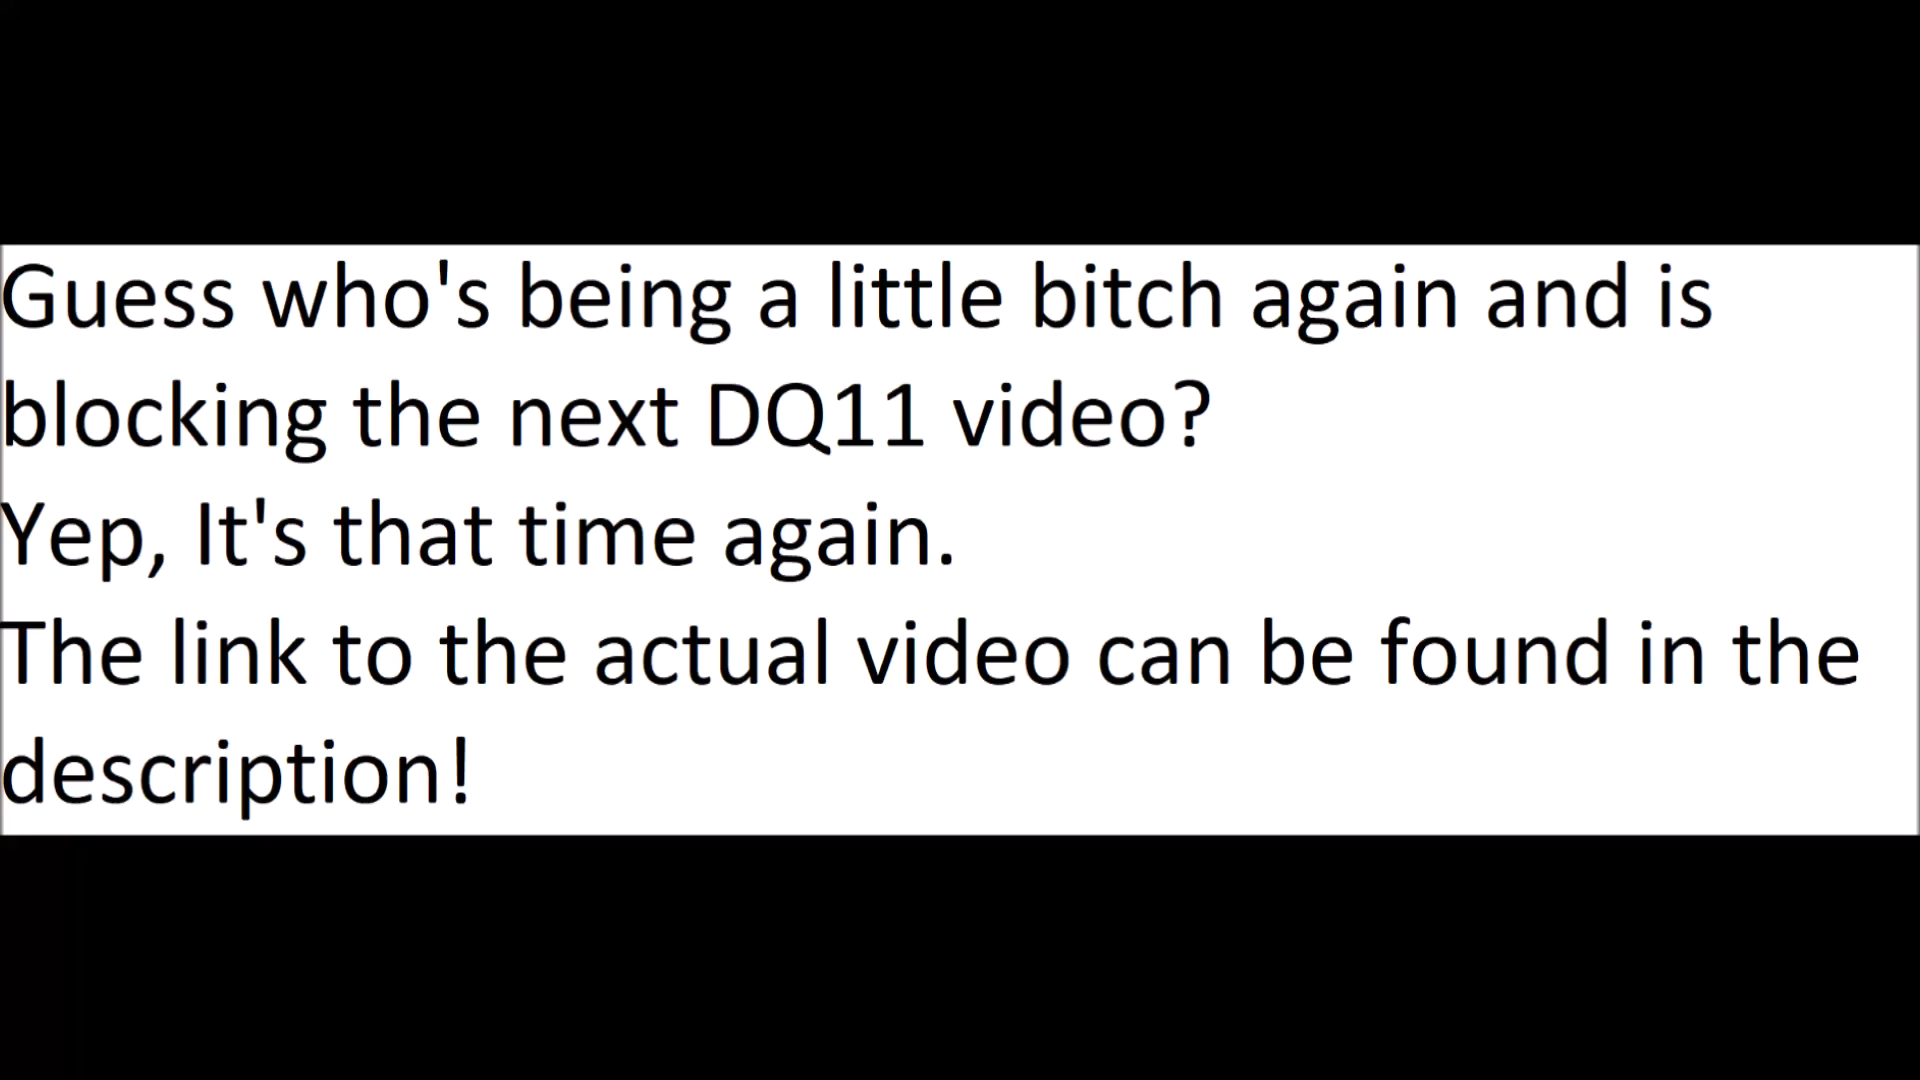 Guess who's being a little bitch again and is
blocking the next DQ11 video?
Yep, It's that time again.
The link to the actual video can be found in the
description!